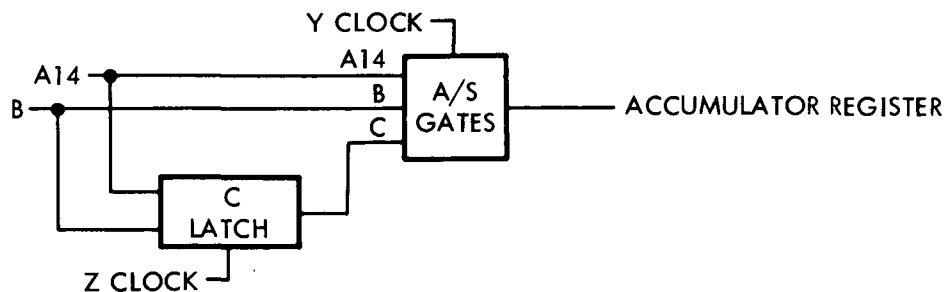 Y CLOCK
A14
A14
B
B
C
A/S
GATES
ACCUMULATOR REGISTER
C
LATCH
Z CLOCK